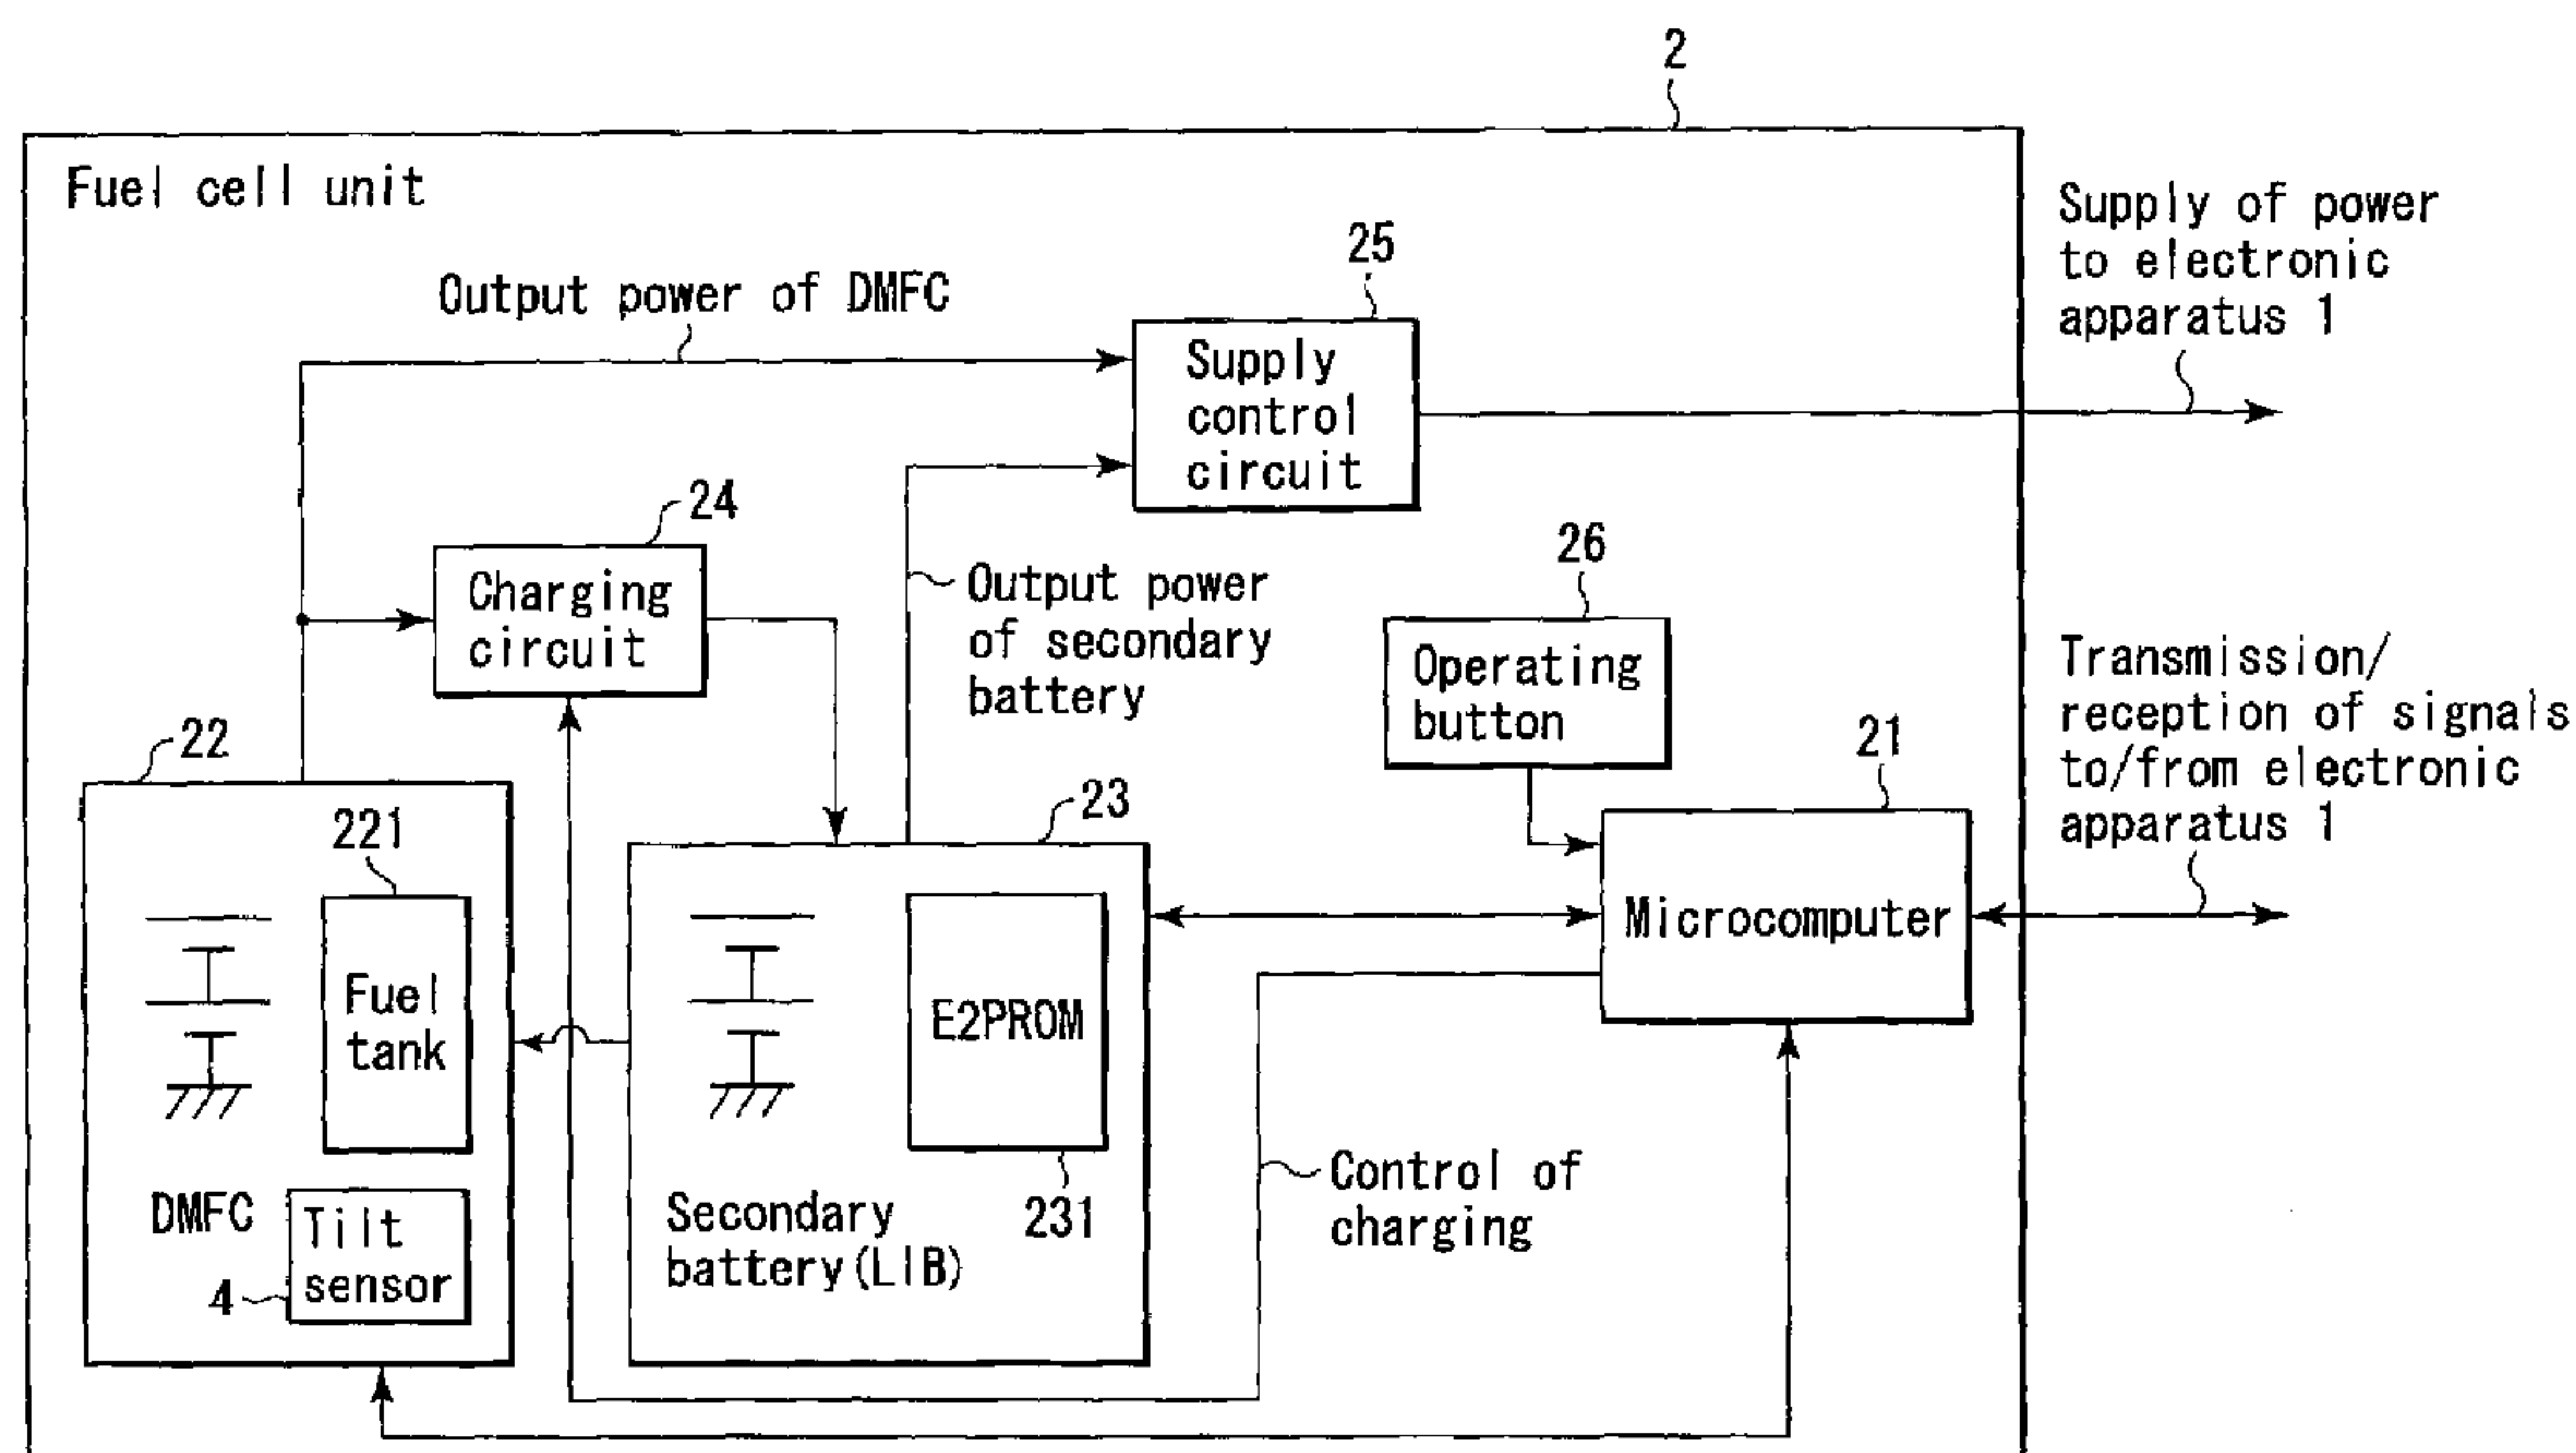 2
Fuel cell unit
Supply of power
to electronic
apparatus 1
25
Output power of DMFC
Supply
control
circuit
24
Charging
circuit
Output power
of secondary
battery
26
Operating
button
Transmission/
reception of signals
to/from electronic
apparatus 1
22
21
23
221
Fuel
tank
E2PROM
Microcomputer
DMFC
Tilt
sensor
4
Secondary
battery(LIB)
231
Control of
charging